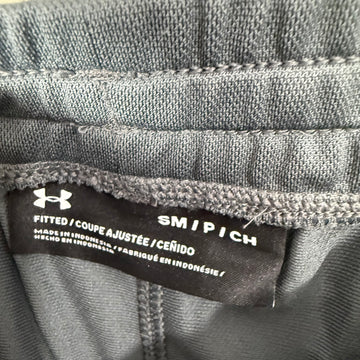 SM/P/CH
FITTED/COUPE AJUSTÉE/CEÑIDO
MADE IN INDONESIA/FABRIQUÉ EN INDONÉSIE/
HECHO EN INDONESIA